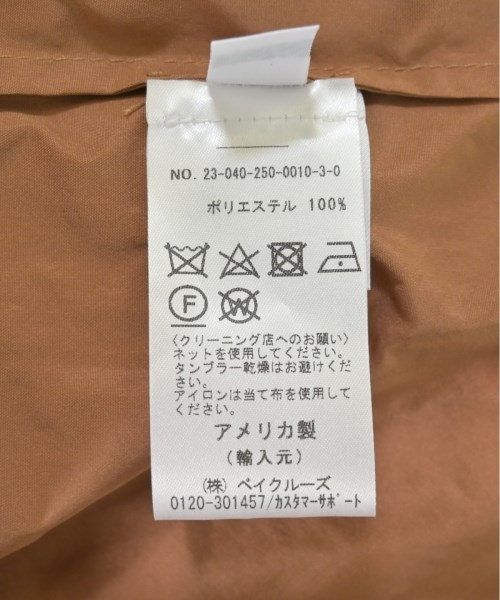 NO. 23-040-250-0010-3-0
ポリエステル 100%
F W
〈クリーニング店へのお願い〉
ネットを使用してください。
タンブラー乾燥はお避けくだ
さい。
アイロンは当て布を使用して
ください。
アメリカ製
(輸入元)
(株) ベイクルーズ
0120-301457/ｶｽﾀﾏｰｻﾎﾟｰﾄ